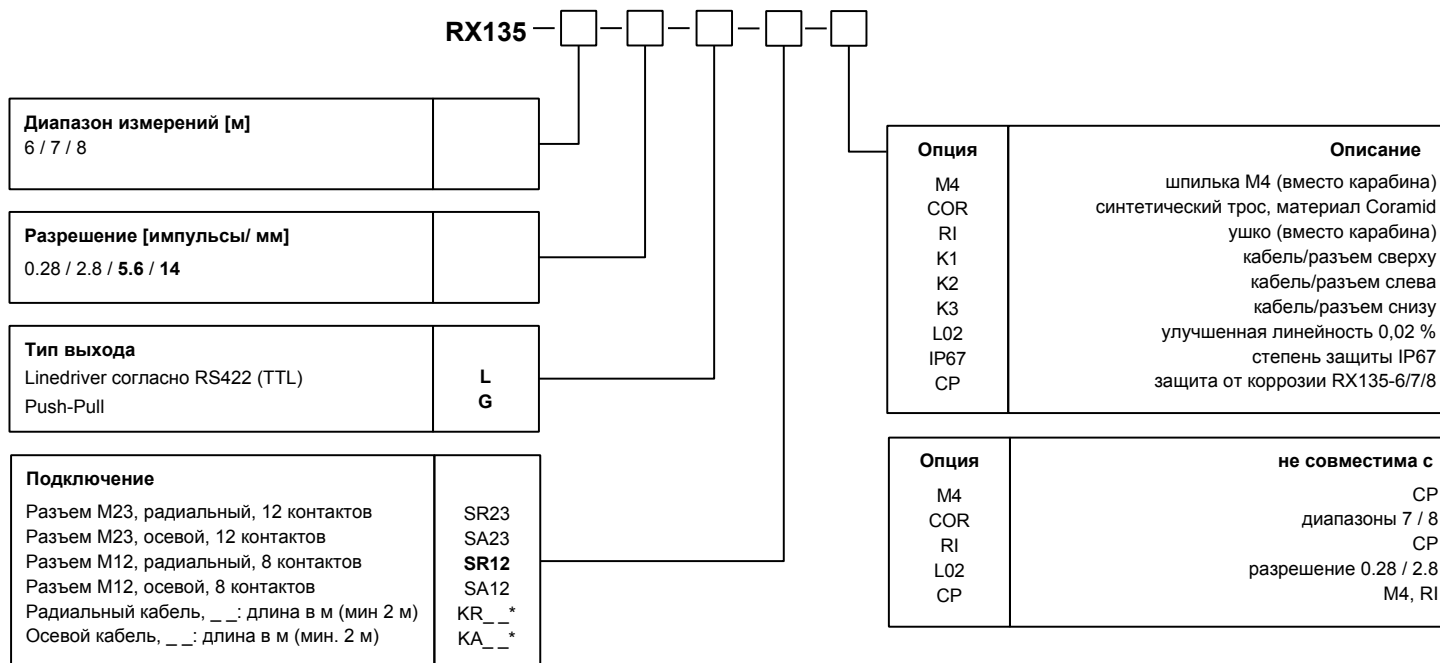 RX135
Диапазон измерений [м]
6 / 7 / 8
Разрешение [импульсы/ мм]
0.28 / 2.8 / 5.6 / 14
Тип выхода
Linedriver согласно RS422 (TTL) L
Push-Pull G
Подключение
Разъем M23, радиальный, 12 контактов SR23
Разъем M23, осевой, 12 контактов SA23
Разъем M12, радиальный, 8 контактов SR12
Разъем M12, осевой, 8 контактов SA12
Радиальный кабель, _ _: длина в м (мин 2 м) KR_ _*
Осевой кабель, _ _: длина в м (мин. 2 м) KA_ _*
Опция Описание
M4 шпилька M4 (вместо карабина)
COR синтетический трос, материал Coramid
RI ушко (вместо карабина)
K1 кабель/разъем сверху
K2 кабель/разъем слева
K3 кабель/разъем снизу
L02 улучшенная линейность 0,02 %
IP67 степень защиты IP67
CP защита от коррозии RX135-6/7/8
Опция не совместима с
M4 CP
COR диапазоны 7 / 8
RI CP
L02 разрешение 0.28 / 2.8
CP M4, RI